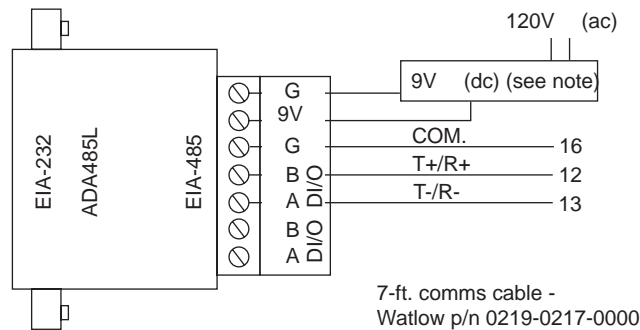 120V (ac)
9V (dc) (see note)
EIA-232
ADA485L
EIA-485
G
9V
G COM. 16
B T+/R+ 12
A T-/R- 13
DI/O
B
A
DI/O
7-ft. comms cable -
Watlow p/n 0219-0217-0000